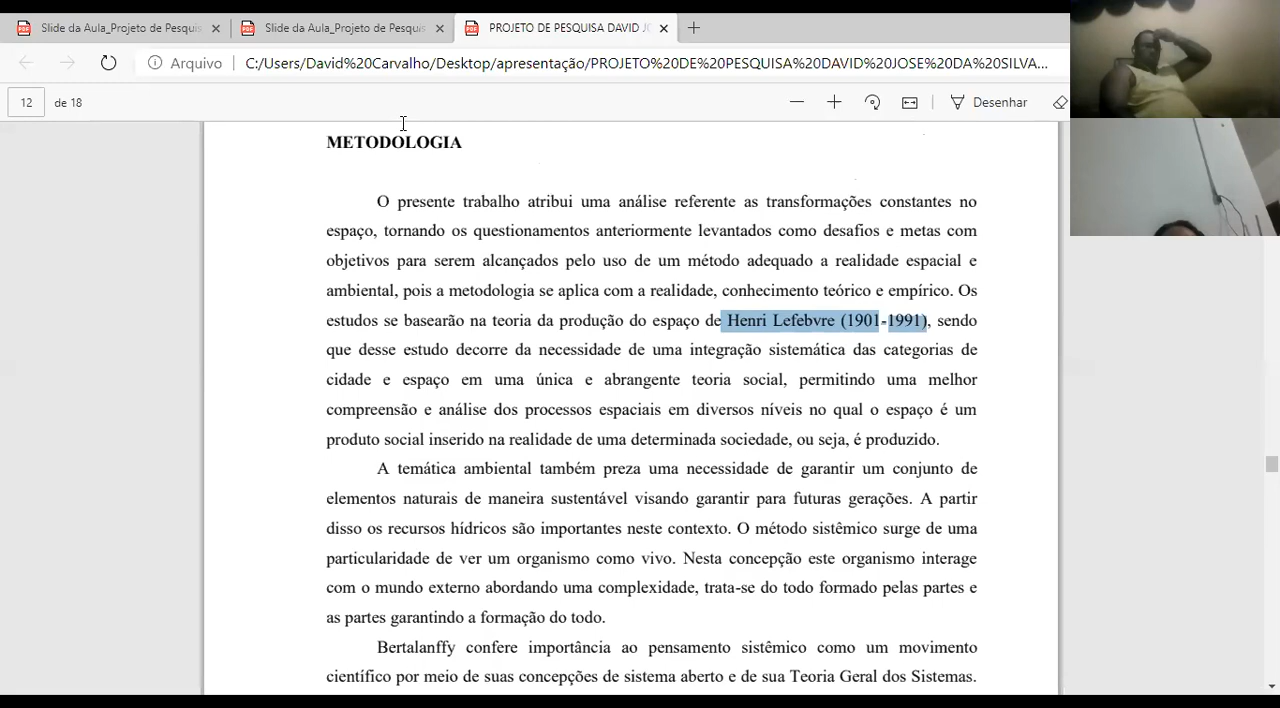 Slide da Aula_Projeto de Pesquis
Slide da Aula_Projeto de Pesquis
PROJETO DE PESQUISA DAVID JO
Arquivo
C:/Users/David%20Carvalho/Desktop/apresentação/PROJETO%20DE%20PESQUISA%20DAVID%20JOSE%20DA%20SILVA...
12 de 18
Desenhar
METODOLOGIA
O presente trabalho atribui uma análise referente as transformações constantes no
espaço, tornando os questionamentos anteriormente levantados como desafios e metas com
objetivos para serem alcançados pelo uso de um método adequado a realidade espacial e
ambiental, pois a metodologia se aplica com a realidade, conhecimento teórico e empírico. Os
estudos se basearão na teoria da produção do espaço de Henri Lefebvre (1901-1991), sendo
que desse estudo decorre da necessidade de uma integração sistemática das categorias de
cidade e espaço em uma única e abrangente teoria social, permitindo uma melhor
compreensão e análise dos processos espaciais em diversos níveis no qual o espaço é um
produto social inserido na realidade de uma determinada sociedade, ou seja, é produzido.
A temática ambiental também preza uma necessidade de garantir um conjunto de
elementos naturais de maneira sustentável visando garantir para futuras gerações. A partir
disso os recursos hídricos são importantes neste contexto. O método sistêmico surge de uma
particularidade de ver um organismo como vivo. Nesta concepção este organismo interage
com o mundo externo abordando uma complexidade, trata-se do todo formado pelas partes e
as partes garantindo a formação do todo.
Bertalanffy confere importância ao pensamento sistêmico como um movimento
científico por meio de suas concepções de sistema aberto e de sua Teoria Geral dos Sistemas.